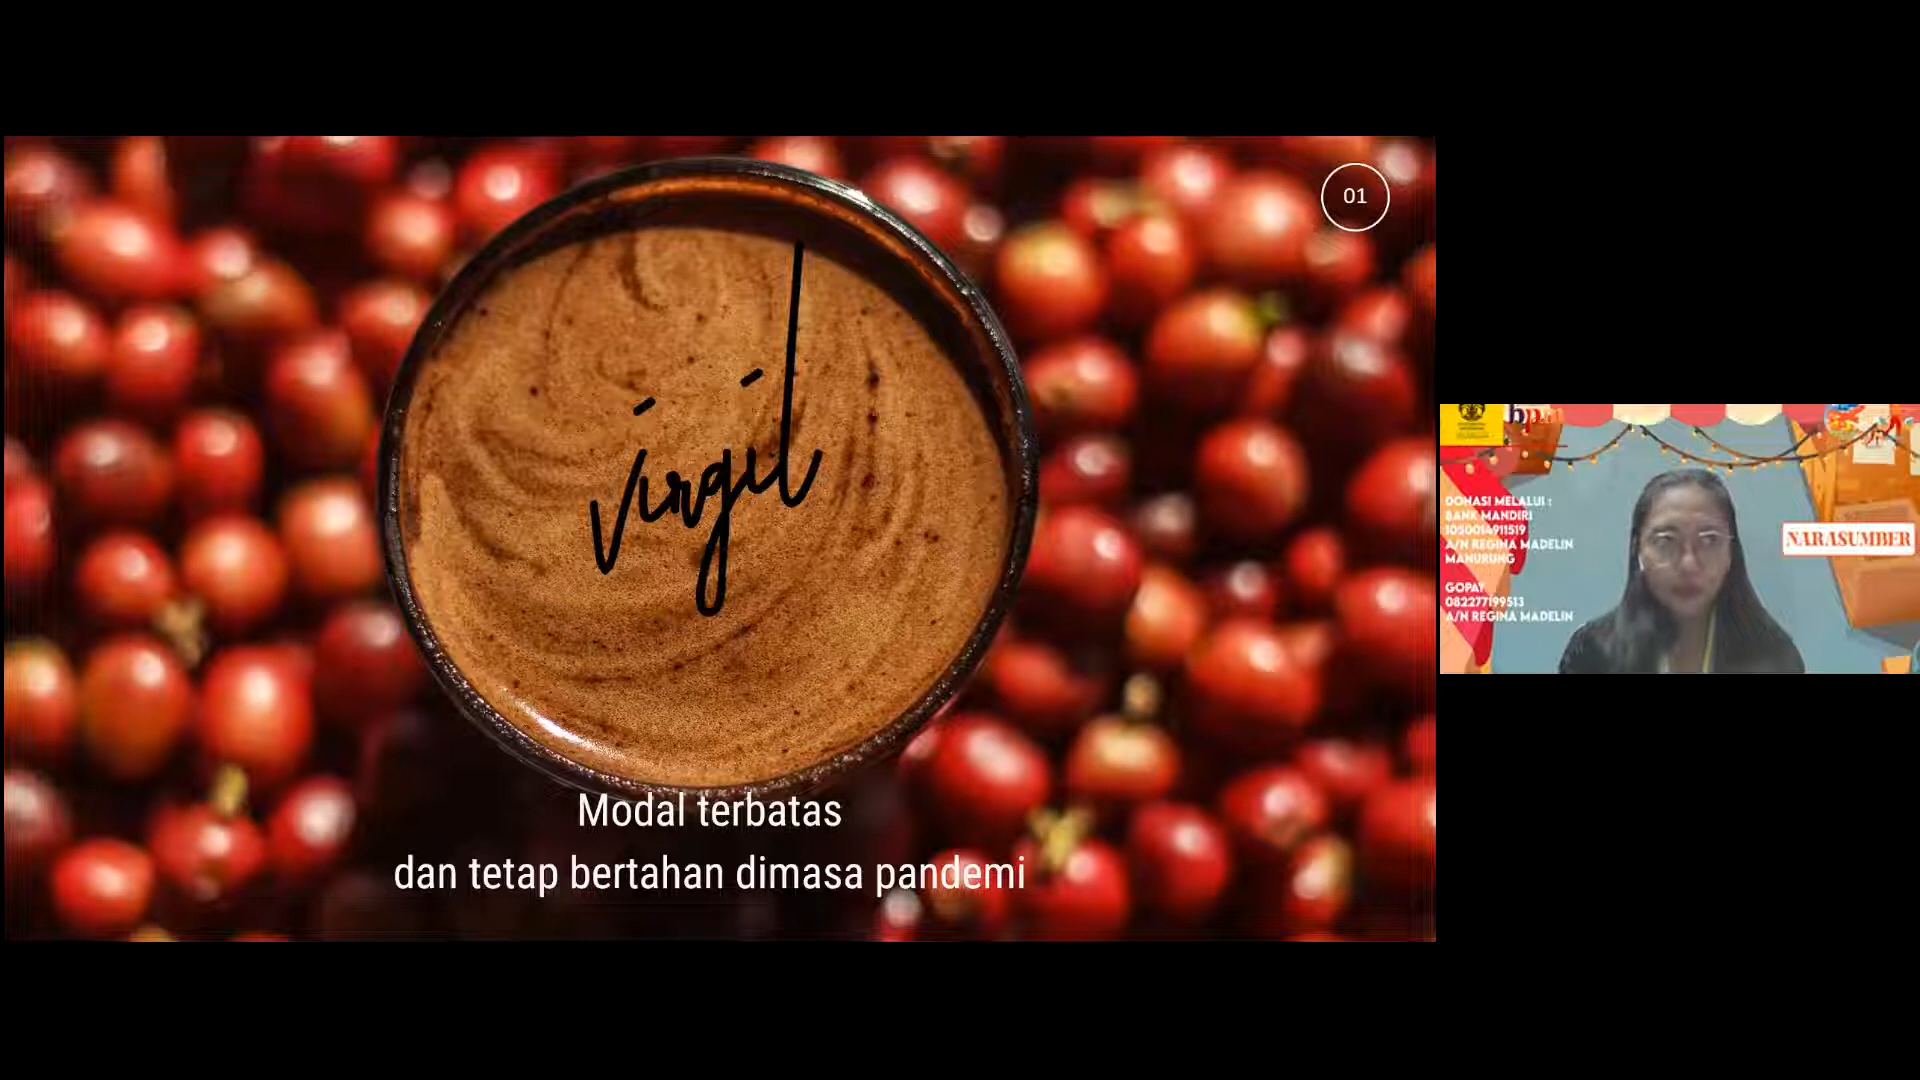 01
virgil
Modal terbatas
dan tetap bertahan dimasa pandemi
DONASI MELALUI :
BANK MANDIRI
1050014911519
A/N REGINA MADELIN
MANURUNG
GOPAY
082277199513
A/N REGINA MADELIN
NARASUMBER